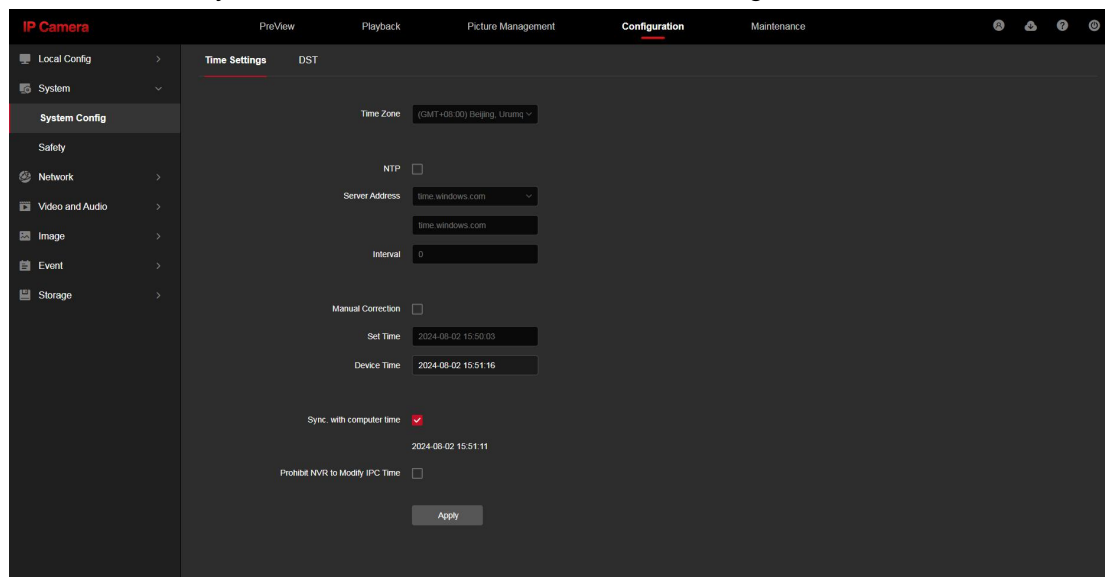 IP Camera PreView Playback Picture Management Configuration Maintenance
Local Config
System
System Config
Safety
Network
Video and Audio
Image
Event
Storage
Time Settings DST
Time Zone (GMT+08:00) Beijing, Urumq
NTP
Server Address time.windows.com
time.windows.com
Interval 0
Manual Correction
Set Time 2024-08-02 15:50:03
Device Time 2024-08-02 15:51:16
Sync. with computer time
2024-08-02 15:51:11
Prohibit NVR to Modify IPC Time
Apply